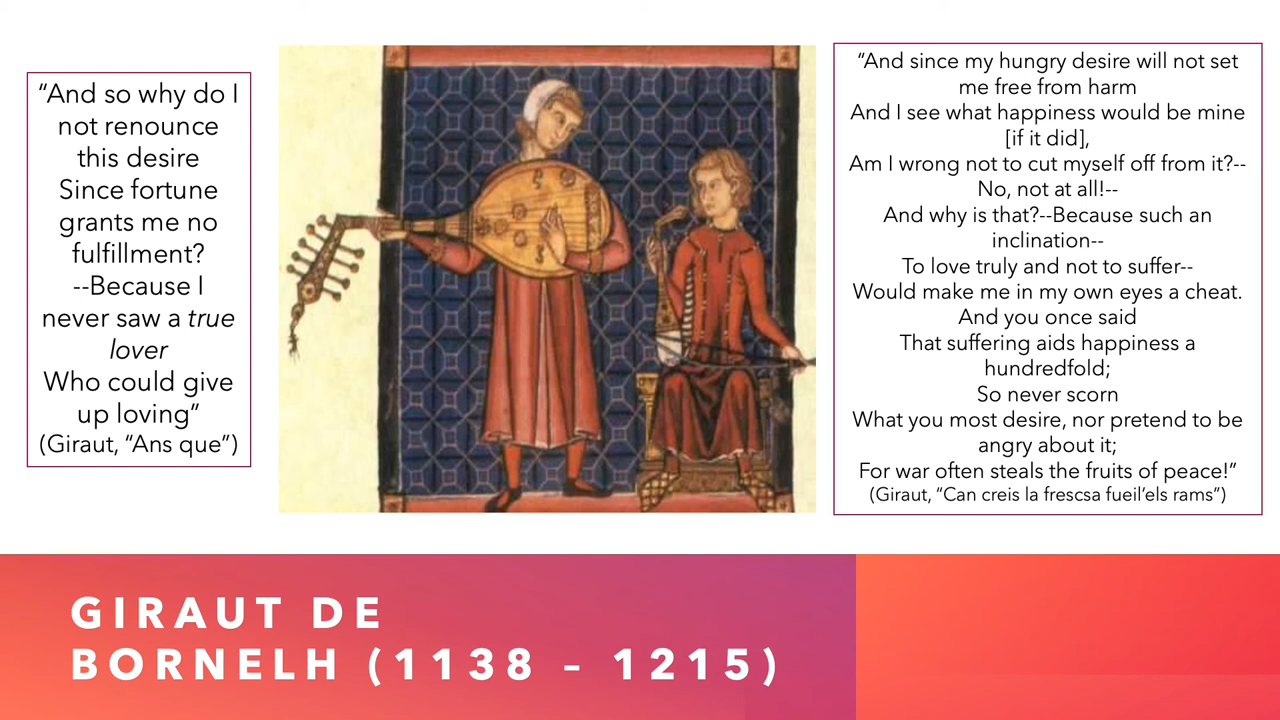 “And so why do I
not renounce
this desire
Since fortune
grants me no
fulfillment?
--Because I
never saw a true
lover
Who could give
up loving”
(Giraut, “Ans que”)
“And since my hungry desire will not set
me free from harm
And I see what happiness would be mine
[if it did],
Am I wrong not to cut myself off from it?--
No, not at all!--
And why is that?--Because such an
inclination--
To love truly and not to suffer--
Would make me in my own eyes a cheat.
And you once said
That suffering aids happiness a
hundredfold;
So never scorn
What you most desire, nor pretend to be
angry about it;
For war often steals the fruits of peace!”
(Giraut, “Can creis la frescsa fueil’els rams”)
GIRAUT DE
BORNELH (1138 – 1215)